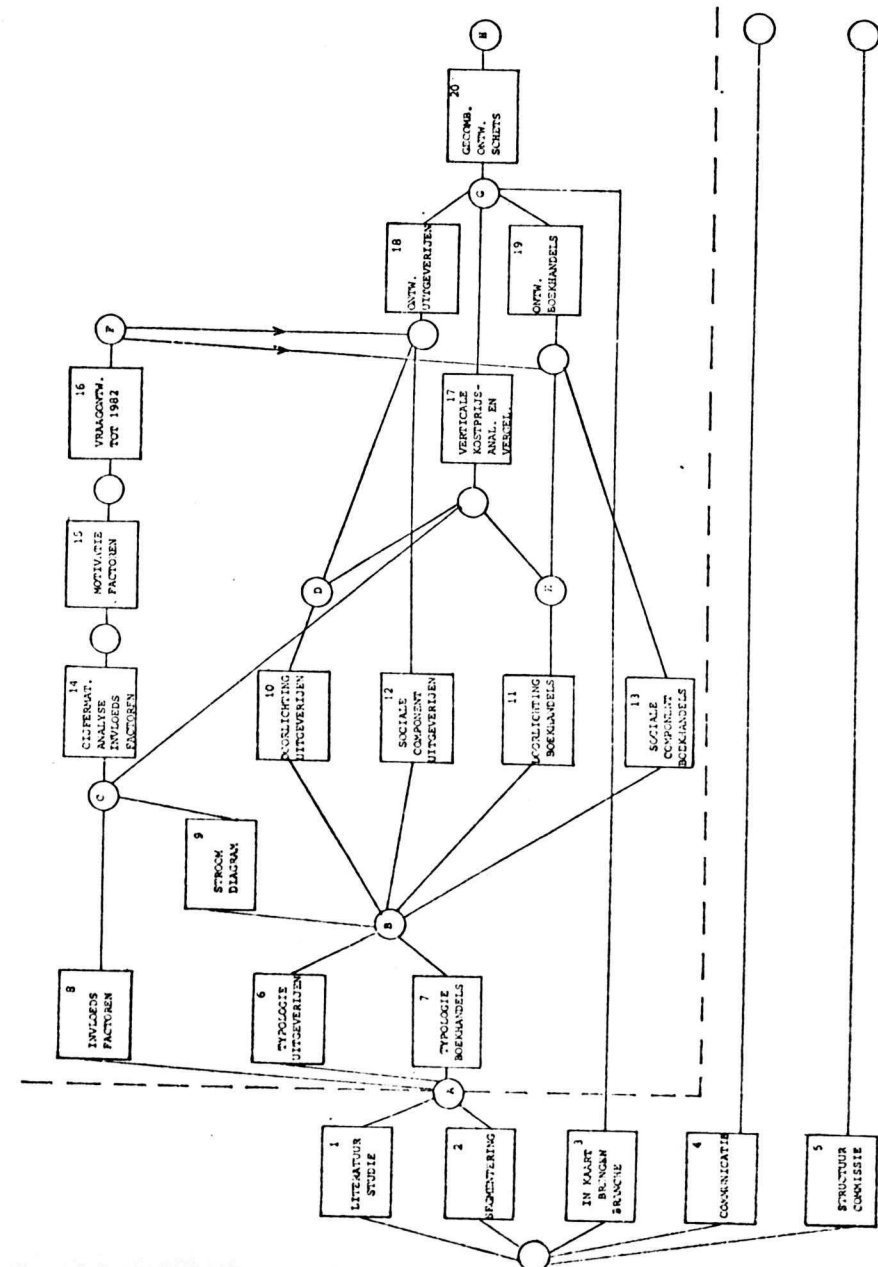 1
LITERATUUR
STUDIE
2
SEGMENTERING
3
IN KAART
BRENGEN
BRANCHE
4
COMMUNICATIE
5
STRUCTUUR
COMMISSIE
A
8
INVLOEDS
FACTOREN
6
TYPOLOGIE
UITGEVERIJEN
7
TYPOLOGIE
BOEKHANDELS
B
9
STROOM
DIAGRAM
C
14
CIJFERMAT.
ANALYSE
INVLOEDS
FACTOREN
10
DOORLICHTING
UITGEVERIJEN
12
SOCIALE
COMPONENT
UITGEVERIJEN
11
DOORLICHTING
BOEKHANDELS
13
SOCIALE
COMPONENT
BOEKHANDELS
D
15
MOTIVATIE
FACTOREN
16
VRAAGONTW.
TOT 1982
F
17
VERTICALE
KOSTPRIJS-
ANAL. EN
VERGEL.
18
ONTW.
UITGEVERIJEN
19
ONTW.
BOEKHANDELS
G
20
GECOMB.
ONTW.
SCHETS
H